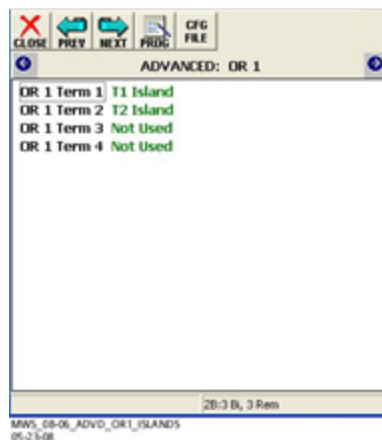 CLOSE PREV NEXT PROG CFG FILE
ADVANCED: OR 1
OR 1 Term 1 T1 Island
OR 1 Term 2 T2 Island
OR 1 Term 3 Not Used
OR 1 Term 4 Not Used
2B:3 Bi, 3 Rem
MWS_08-06_ADVD_OR1_ISLANDS
05-23-08